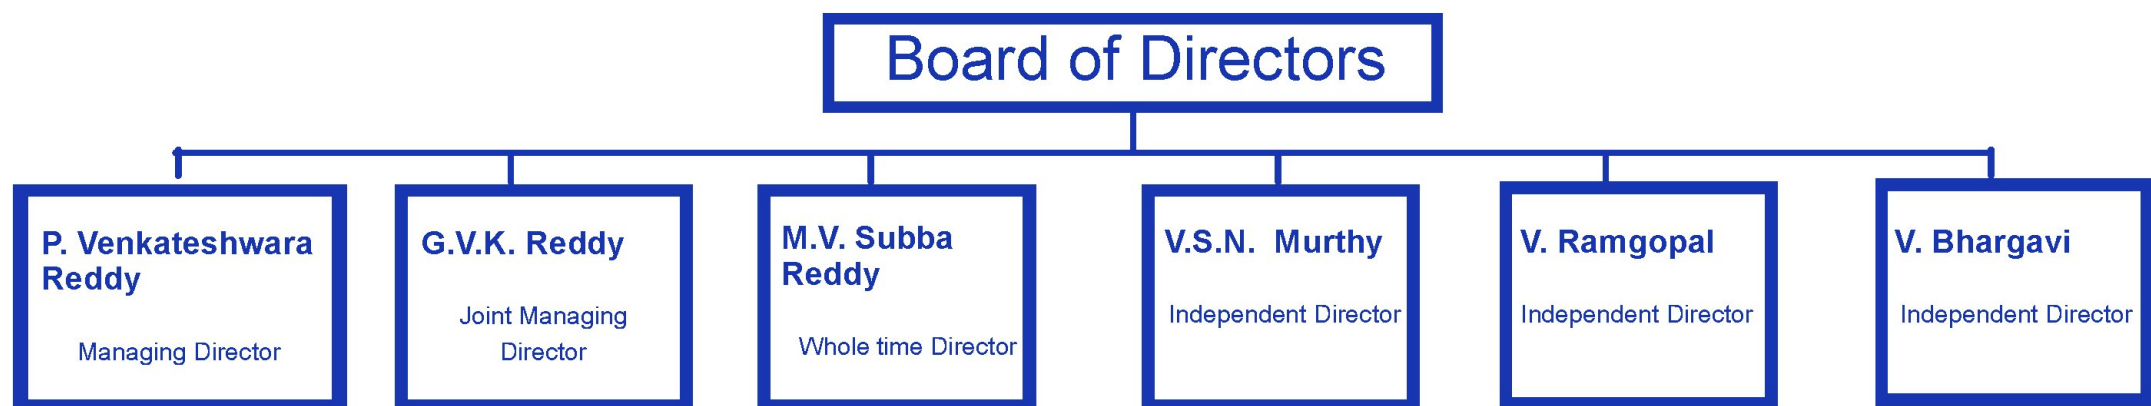 Board of Directors
P. Venkateshwara
Reddy
Managing Director
G.V.K. Reddy
Joint Managing
Director
M.V. Subba
Reddy
Whole time Director
V.S.N. Murthy
Independent Director
V. Ramgopal
Independent Director
V. Bhargavi
Independent Director